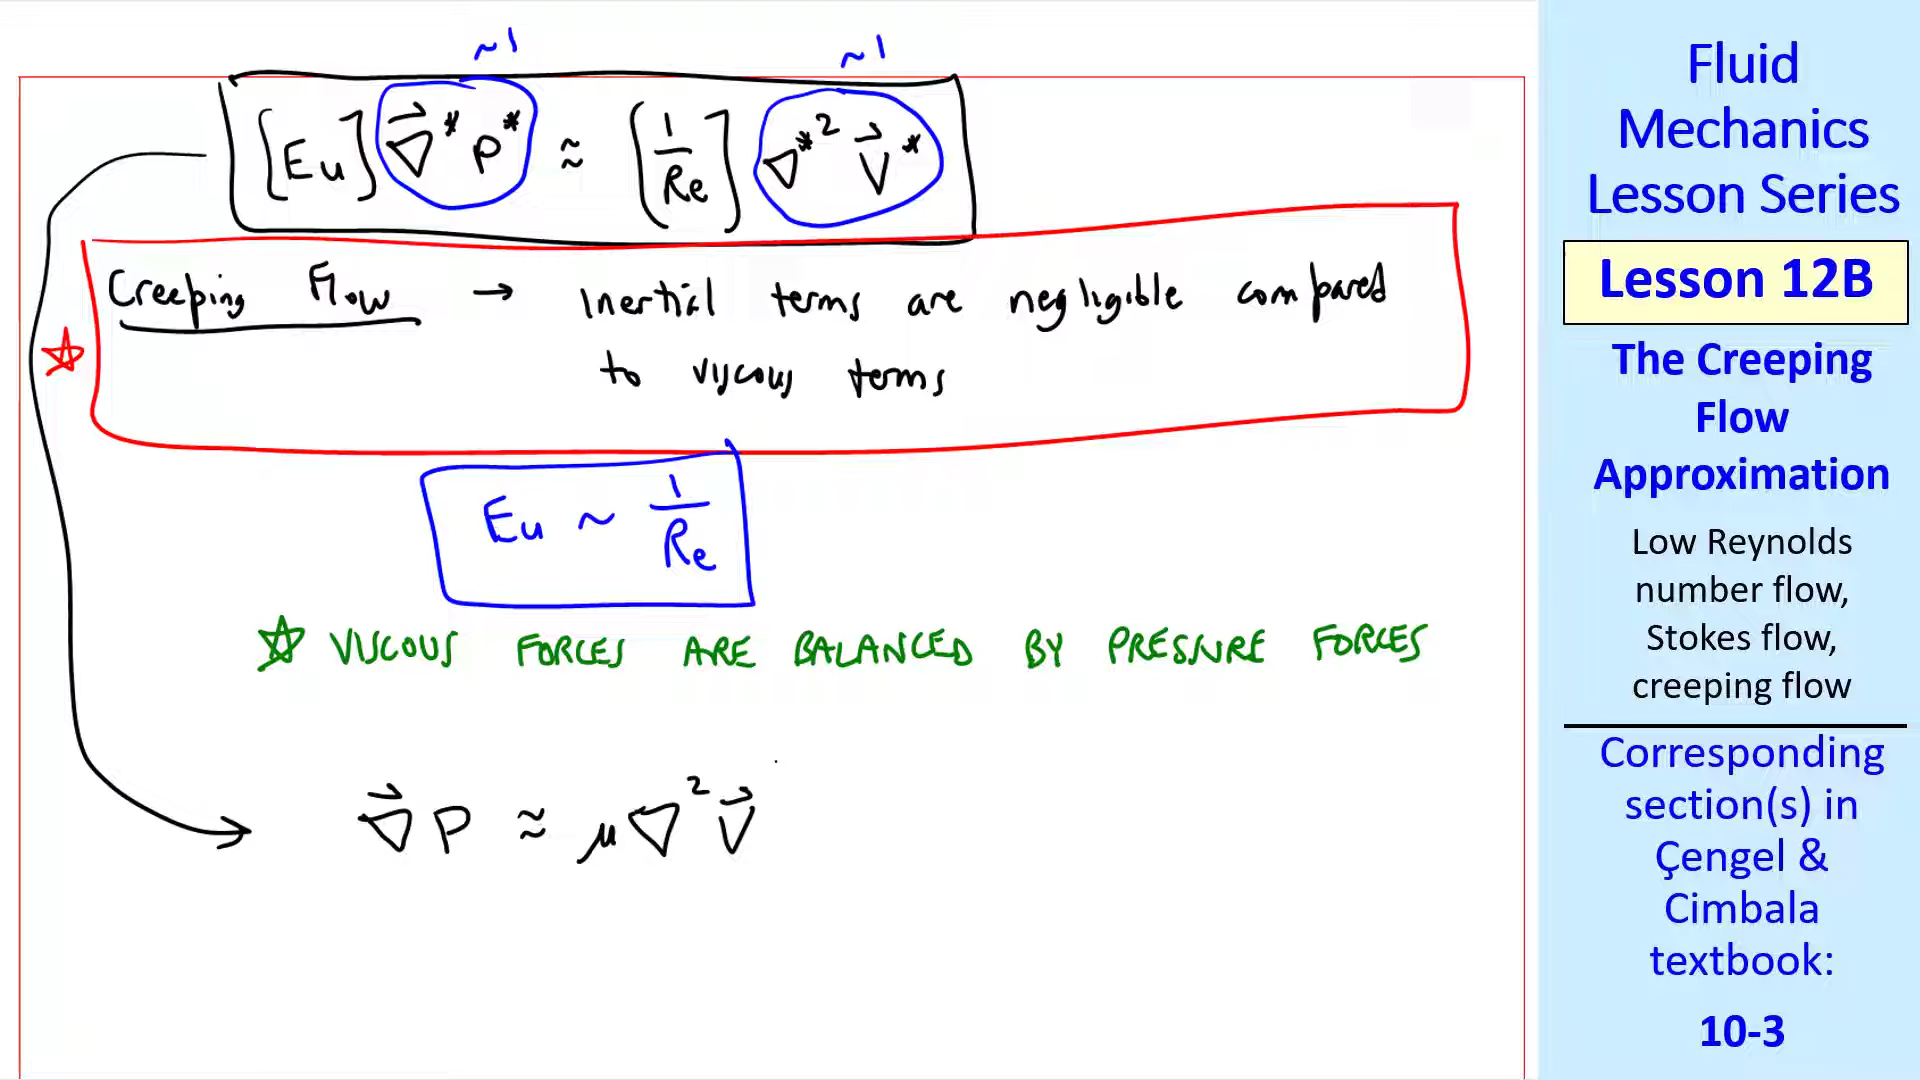 ~1 ~1
[Eu] ∇⃗* P* ≈ [1/Re] ∇*² V⃗*
Creeping Flow → Inertial terms are negligible compared
to viscous terms
Eu ~ 1/Re
☆ VISCOUS FORCES ARE BALANCED BY PRESSURE FORCES
∇⃗P ≈ μ∇²V⃗
Fluid
Mechanics
Lesson Series
Lesson 12B
The Creeping
Flow
Approximation
Low Reynolds
number flow,
Stokes flow,
creeping flow
Corresponding
section(s) in
Çengel &
Cimbala
textbook:
10-3